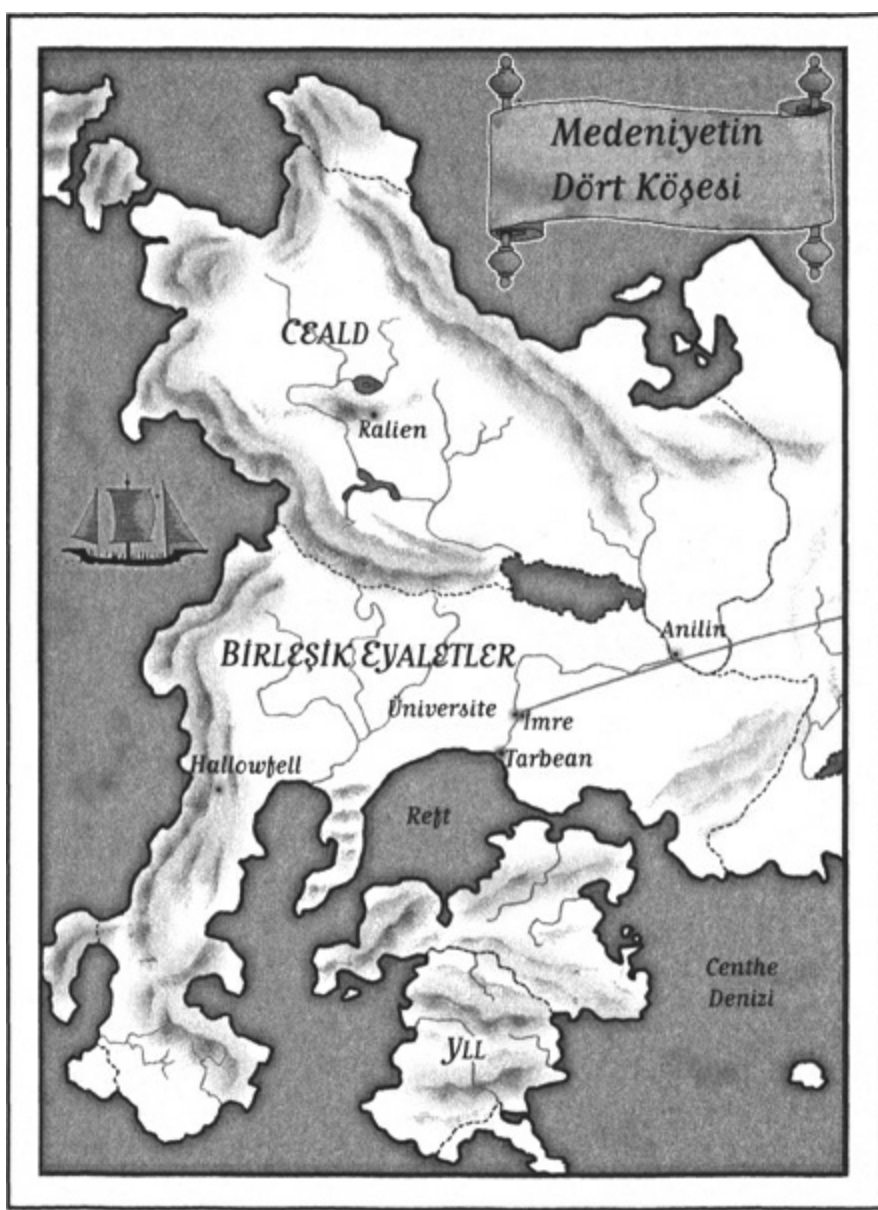 Medeniyetin
Dört Köşesi
CEALD
Ralien
Anilin
BİRLEŞİK EYALETLER
Üniversite
İmre
Tarbean
Hallowfell
Reft
Centhe
Denizi
YLL